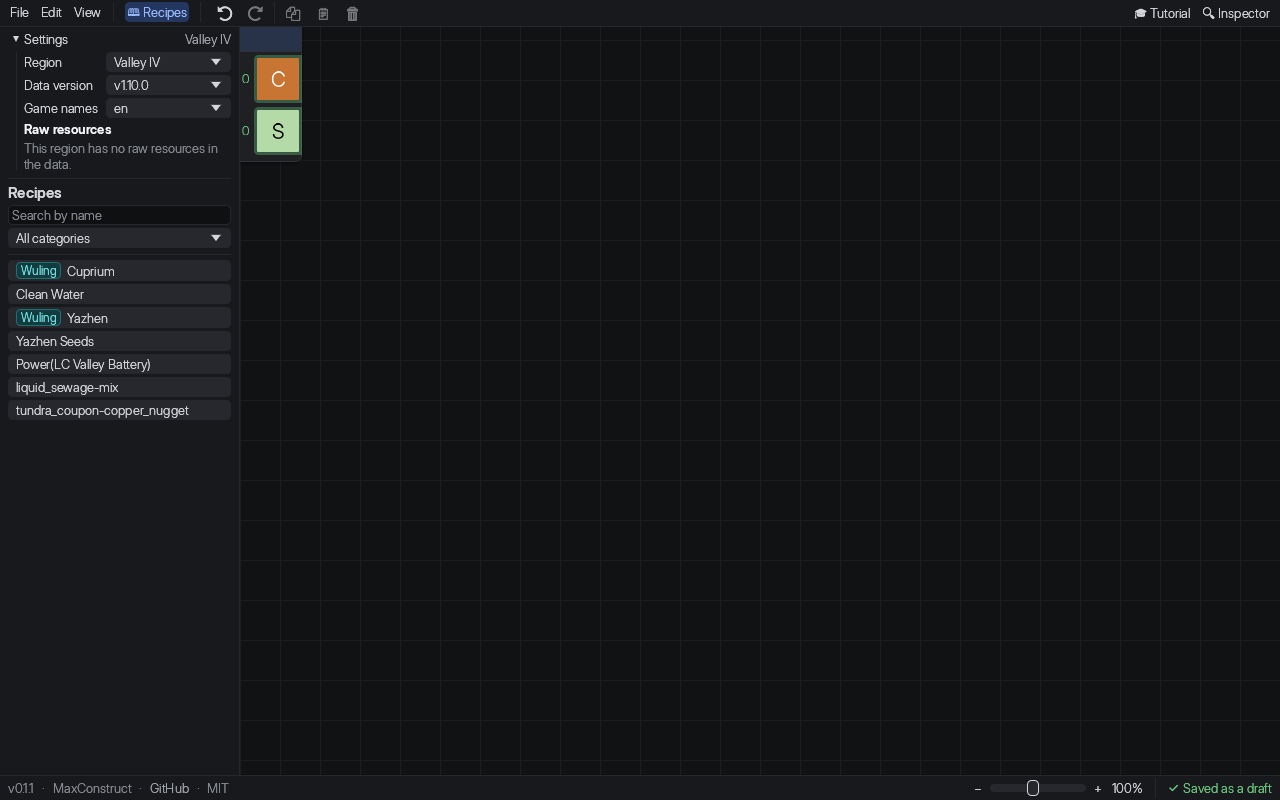 File Edit View Recipes Tutorial Inspector
Settings Valley IV
Region Valley IV
Data version v1.10.0
Game names en
Raw resources
This region has no raw resources in
the data.
Recipes
Search by name
All categories
Wuling Cuprium
Clean Water
Wuling Yazhen
Yazhen Seeds
Power(LC Valley Battery)
liquid_sewage-mix
tundra_coupon-copper_nugget
0 C
0 S
v0.1.1 · MaxConstruct · GitHub · MIT
− + 100% Saved as a draft